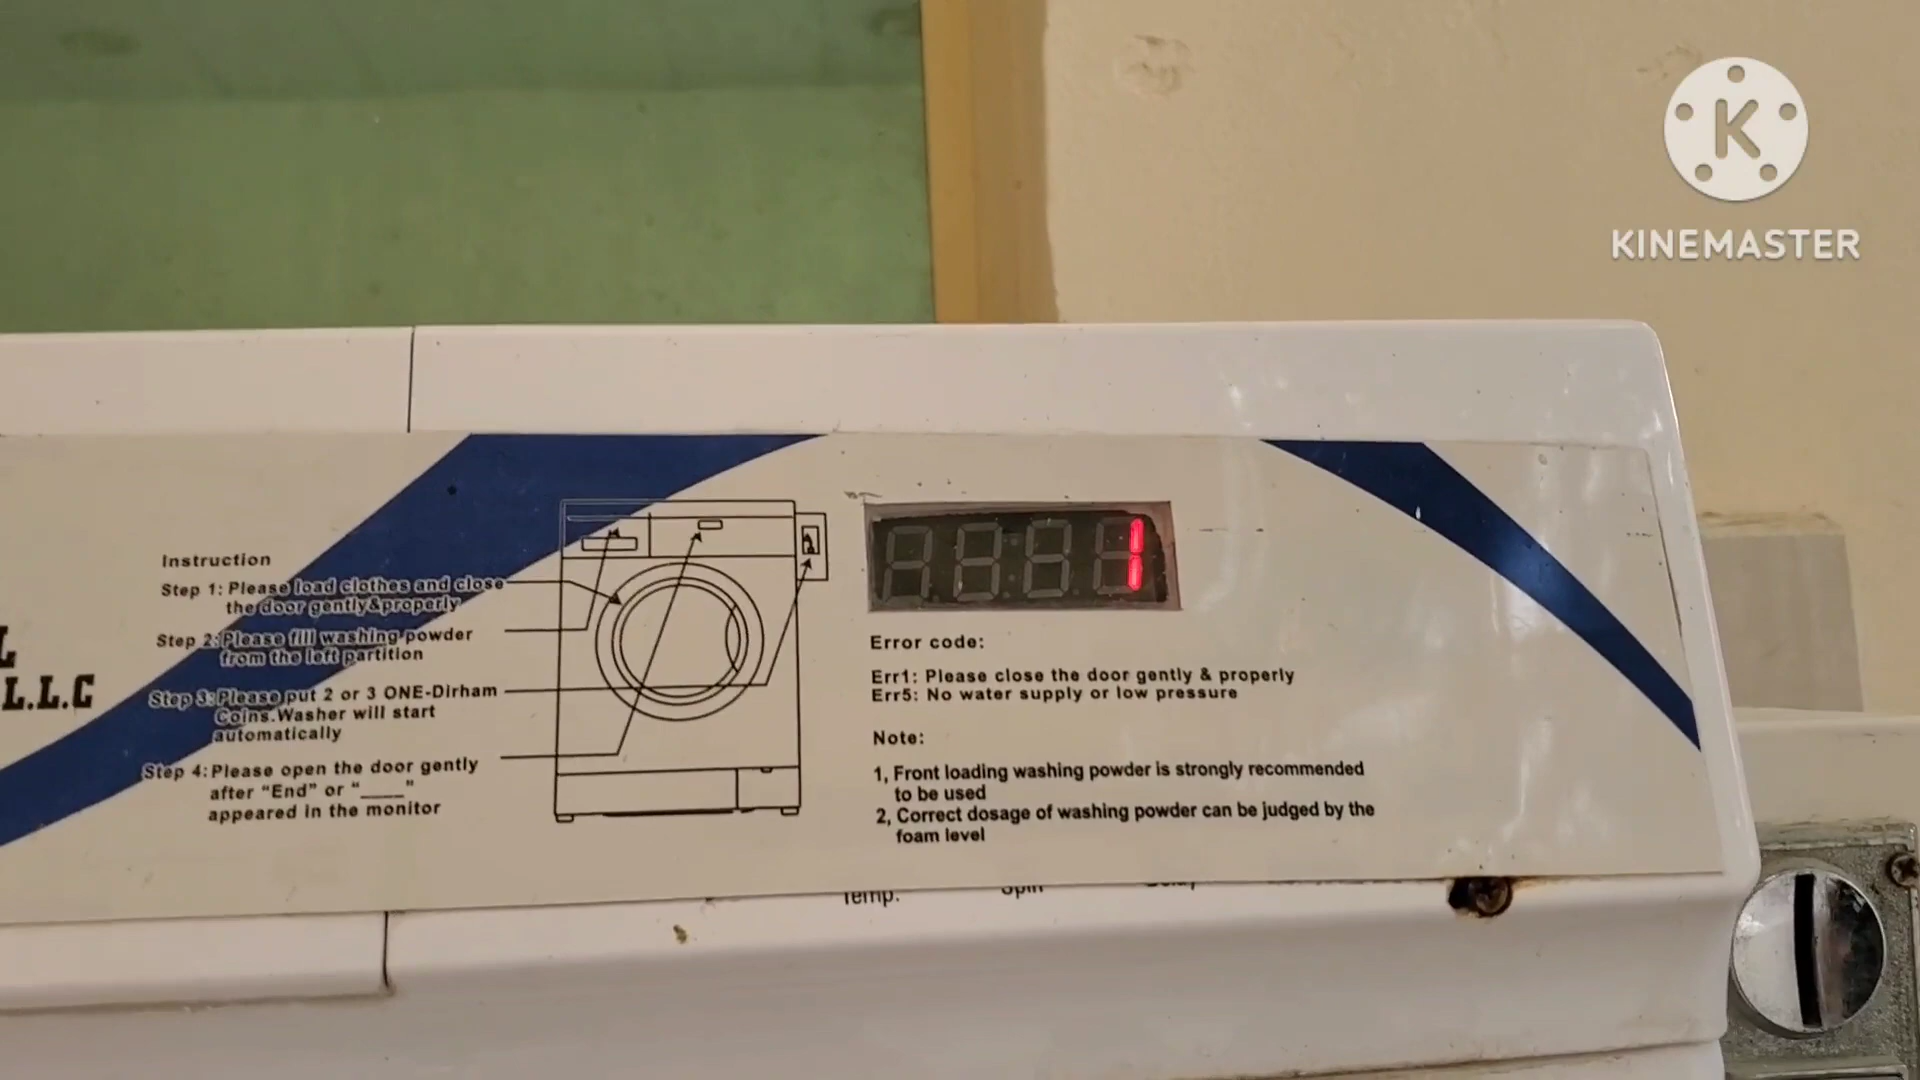 K
KINEMASTER
L
L.L.C
Instruction
Step 1: Please load clothes and close
the door gently&properly
Step 2:Please fill washing powder
from the left partition
Step 3:Please put 2 or 3 ONE-Dirham
Coins.Washer will start
automatically
Step 4:Please open the door gently
after “End” or “____”
appeared in the monitor
1
Error code:
Err1: Please close the door gently & properly
Err5: No water supply or low pressure
Note:
1, Front loading washing powder is strongly recommended
to be used
2, Correct dosage of washing powder can be judged by the
foam level
Temp.
Spin